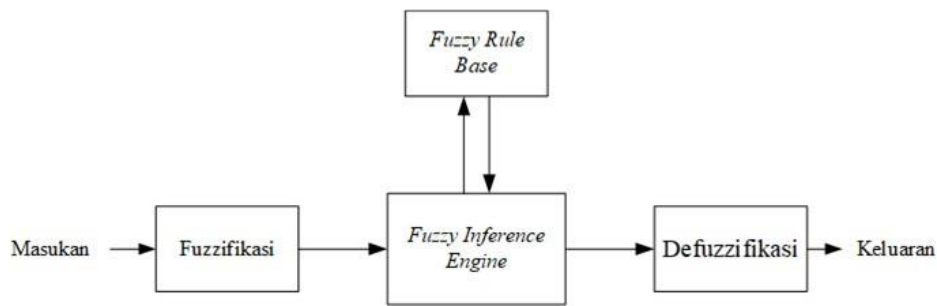 Fuzzy Rule
Base
Masukan
Fuzzifikasi
Fuzzy Inference
Engine
Defuzzifikasi
Keluaran